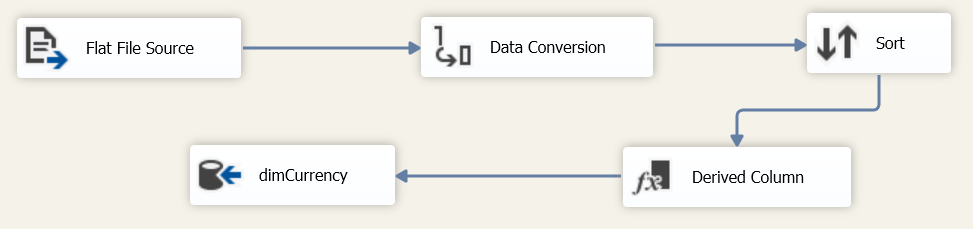 Flat File Source
Data Conversion
Sort
Derived Column
dimCurrency